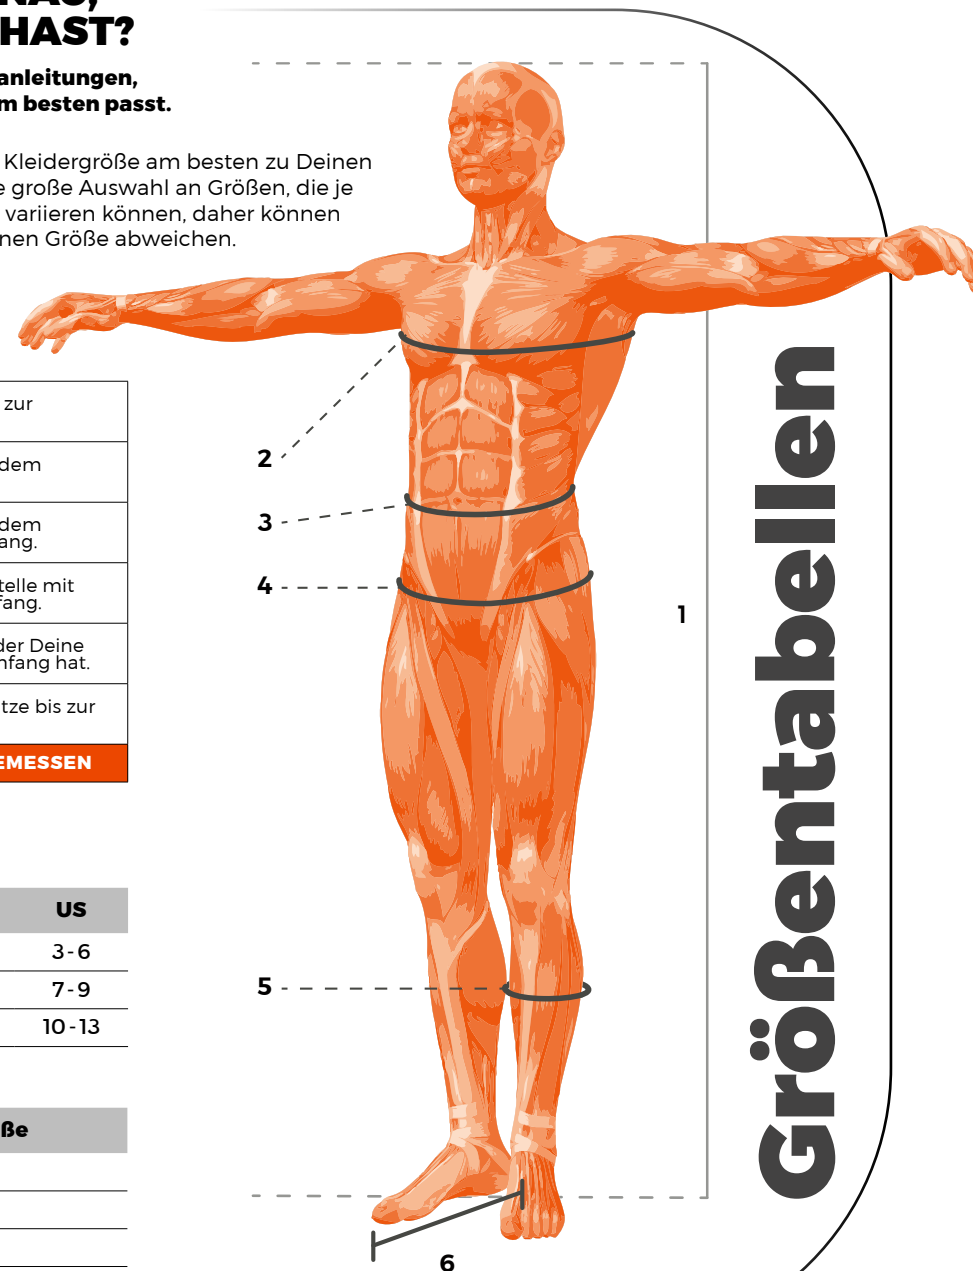 HAST?
anleitungen,
m besten passt.
Kleidergröße am besten zu Deinen
e große Auswahl an Größen, die je
variieren können, daher können
nen Größe abweichen.
zur
dem
dem
ang.
telle mit
fang.
der Deine
nfang hat.
tze bis zur
EMESSEN
US
3-6
7-9
10-13
ße
2
3
4
1
5
6
Größentabellen